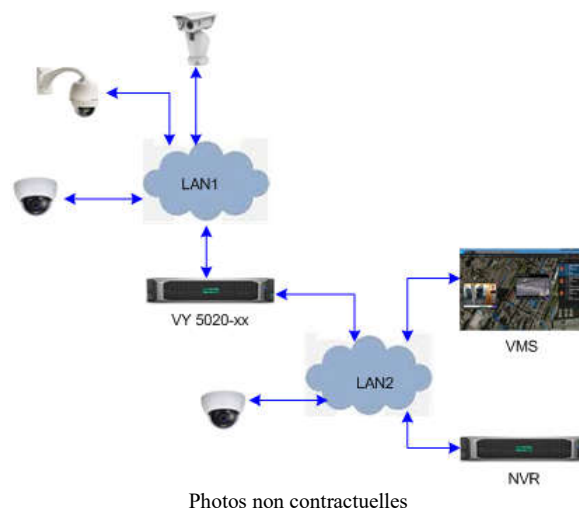 LAN1
VY 5020-xx
VMS
LAN2
NVR
Photos non contractuelles